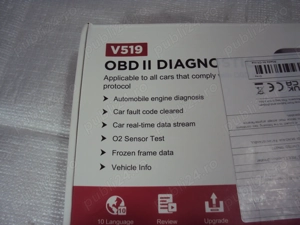 V519
OBD II DIAGNO
Applicable to all cars that comply
protocol
• Automobile engine diagnosis
• Car fault code cleared
• Car real-time data stream
• O2 Sensor Test
• Frozen frame data
• Vehicle Info
10
10 Language
Review
Upgrade